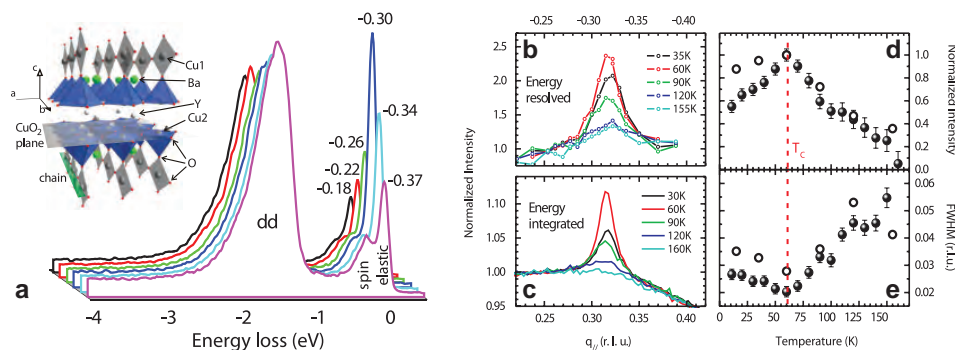 c
a
b
Cu1
Ba
Y
Cu2
CuO2
plane
O
chain
-0.30
-0.34
-0.26
-0.22
-0.18
-0.37
dd
spin
elastic
a
-4 -3 -2 -1 0
Energy loss (eV)
-0.25 -0.30 -0.35 -0.40
b
Energy
resolved
35K
60K
90K
120K
155K
2.5
2.0
1.5
1.0
Normalized Intensity
Energy
integrated
30K
60K
90K
120K
160K
1.10
1.05
1.00
0.95
c
0.25 0.30 0.35 0.40
q// (r. l. u.)
d
1.0
0.8
0.6
0.4
0.2
0.0
Normalized Intensity
Tc
0.06
0.05
0.04
0.03
0.02
FWHM (r.l.u.)
e
0 25 50 75 100 125 150
Temperature (K)